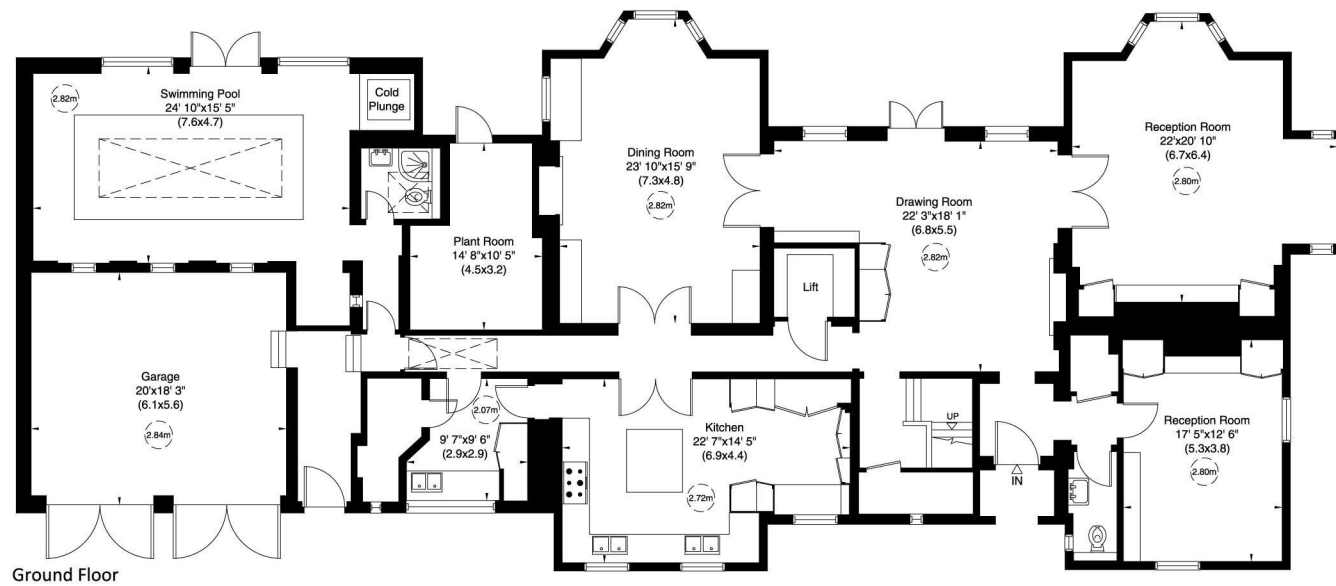 2.82m
Swimming Pool
24' 10"x15' 5"
(7.6x4.7)
Cold
Plunge
Plant Room
14' 8"x10' 5"
(4.5x3.2)
Dining Room
23' 10"x15' 9"
(7.3x4.8)
2.82m
Drawing Room
22' 3"x18' 1"
(6.8x5.5)
2.82m
Lift
Reception Room
22'x20' 10"
(6.7x6.4)
2.80m
Garage
20'x18' 3"
(6.1x5.6)
2.84m
2.07m
9' 7"x9' 6"
(2.9x2.9)
Kitchen
22' 7"x14' 5"
(6.9x4.4)
2.72m
UP
IN
Reception Room
17' 5"x12' 6"
(5.3x3.8)
2.80m
Ground Floor